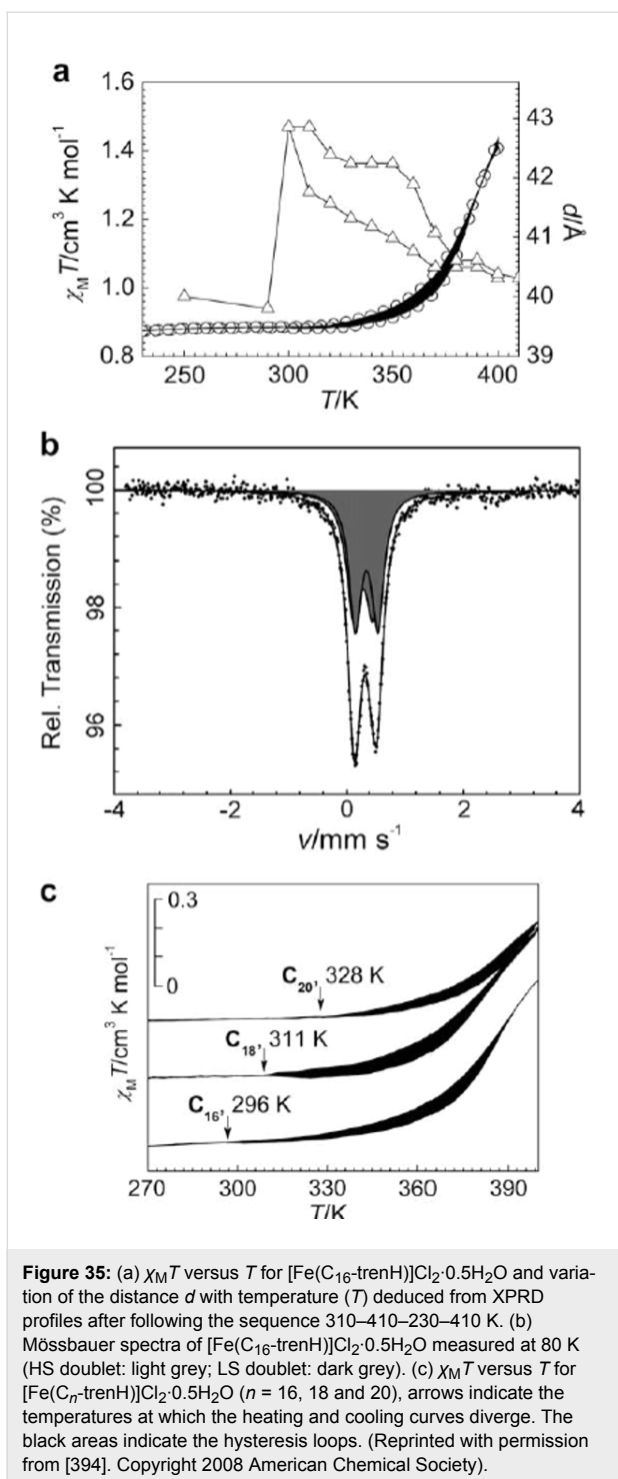 a
1.6
1.4
1.2
1.0
0.8
χMT/cm³ K mol⁻¹
43
42
41
40
39
d/Å
250 300 350 400
T/K
b
100
98
96
Rel. Transmission (%)
-4 -2 0 2 4
v/mm s⁻¹
c
0.3
0
C₂₀, 328 K
C₁₈, 311 K
C₁₆, 296 K
χMT/cm³ K mol⁻¹
270 300 330 360 390
T/K
Figure 35: (a) χMT versus T for [Fe(C₁₆-trenH)]Cl₂·0.5H₂O and varia-
tion of the distance d with temperature (T) deduced from XPRD
profiles after following the sequence 310–410–230–410 K. (b)
Mössbauer spectra of [Fe(C₁₆-trenH)]Cl₂·0.5H₂O measured at 80 K
(HS doublet: light grey; LS doublet: dark grey). (c) χMT versus T for
[Fe(Cₙ-trenH)]Cl₂·0.5H₂O (n = 16, 18 and 20), arrows indicate the
temperatures at which the heating and cooling curves diverge. The
black areas indicate the hysteresis loops. (Reprinted with permission
from [394]. Copyright 2008 American Chemical Society).